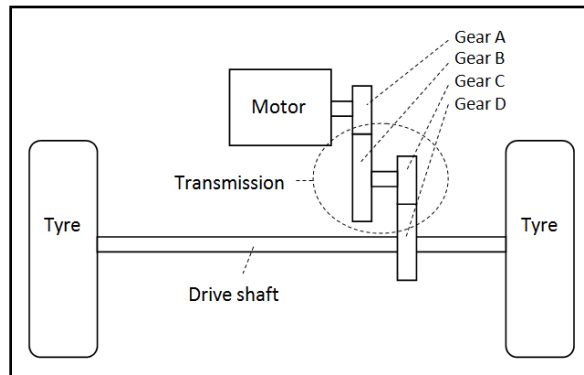 Gear A
Gear B
Gear C
Gear D
Motor
Transmission
Tyre
Tyre
Drive shaft